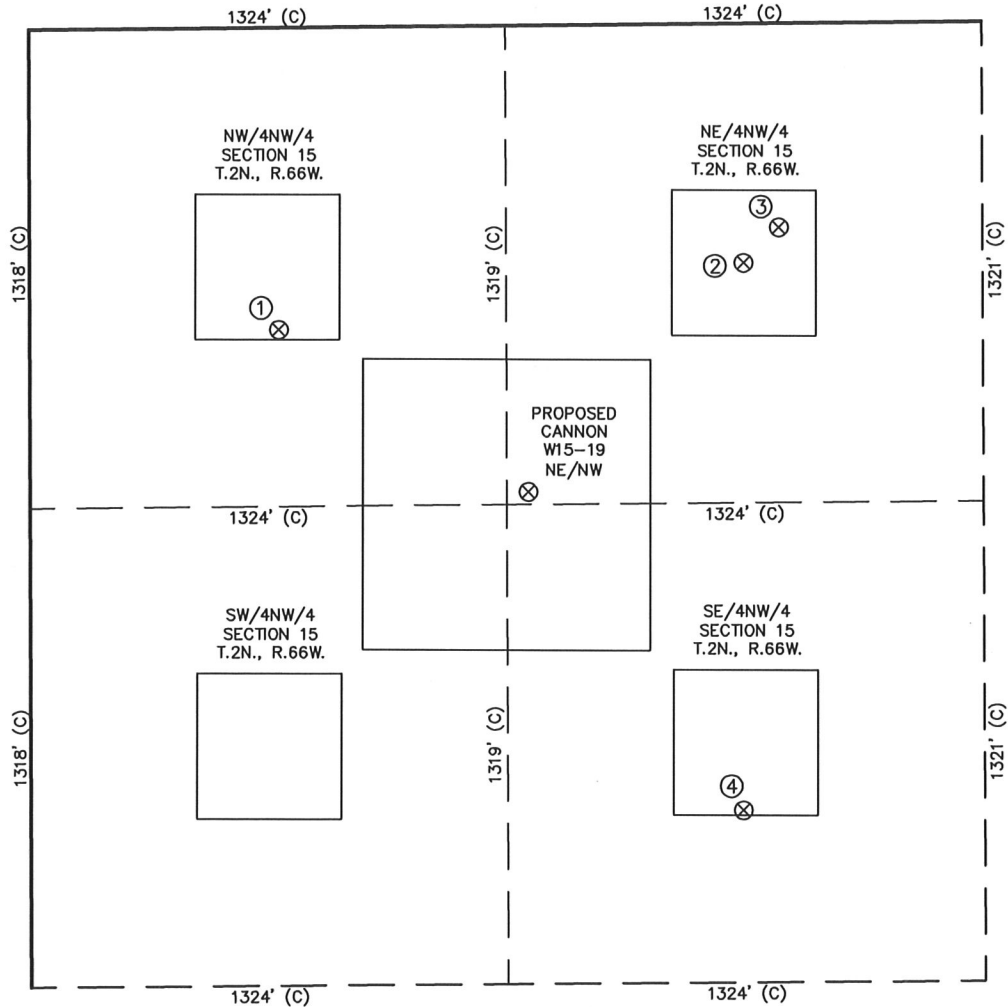 1324' (C)
1324' (C)
NW/4NW/4
SECTION 15
T.2N., R.66W.
NE/4NW/4
SECTION 15
T.2N., R.66W.
1318' (C)
1319' (C)
1321' (C)
1
2
3
PROPOSED
CANNON
W15-19
NE/NW
1324' (C)
1324' (C)
SW/4NW/4
SECTION 15
T.2N., R.66W.
SE/4NW/4
SECTION 15
T.2N., R.66W.
1318' (C)
1319' (C)
1321' (C)
4
1324' (C)
1324' (C)